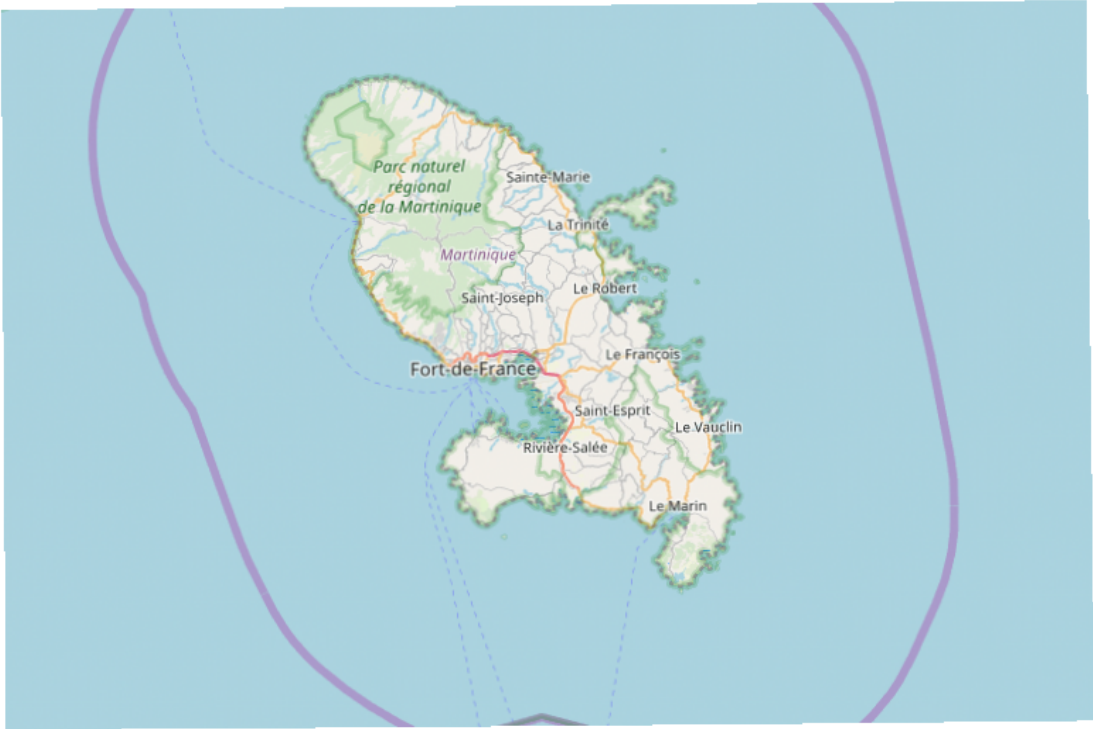 Parc naturel
régional
de la Martinique
Sainte-Marie
La Trinité
Martinique
Le Robert
Saint-Joseph
Le François
Fort-de-France
Saint-Esprit
Le Vauclin
Rivière-Salée
Le Marin